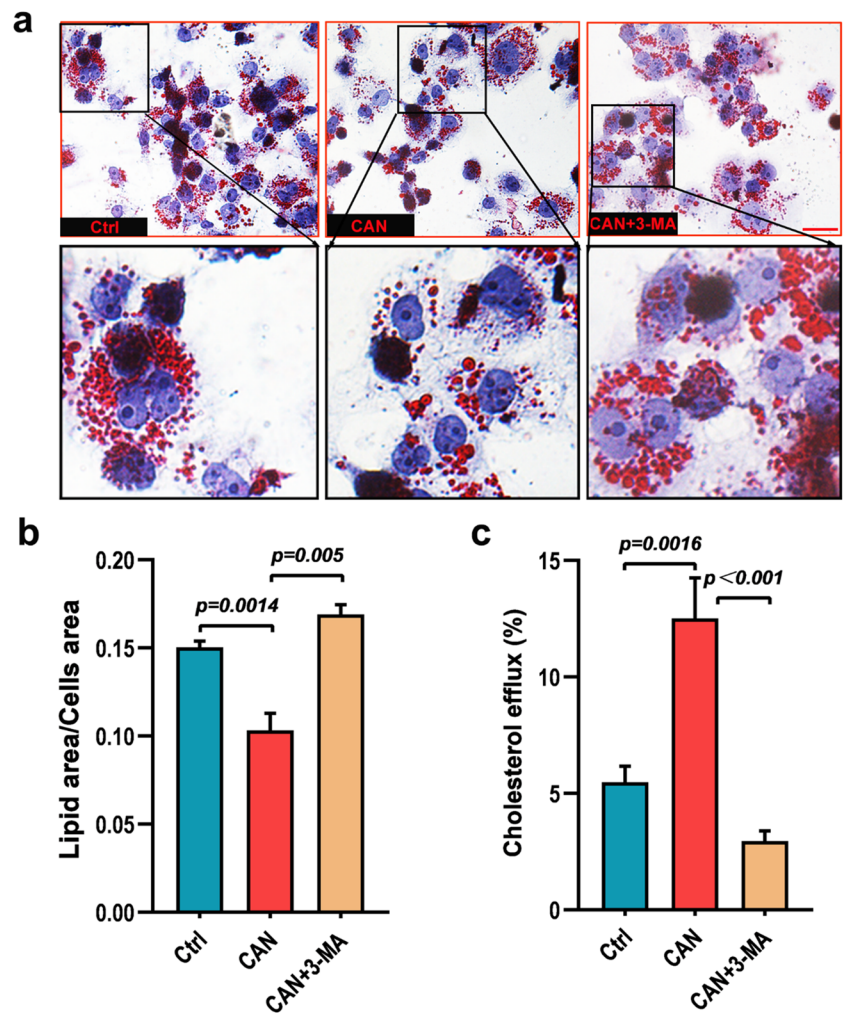 a
Ctrl
CAN
CAN+3-MA
b
Lipid area/Cells area
0.20
0.15
0.10
0.05
0.00
p=0.0014
p=0.005
Ctrl
CAN
CAN+3-MA
c
Cholesterol efflux (%)
15
10
5
0
p=0.0016
p<0.001
Ctrl
CAN
CAN+3-MA